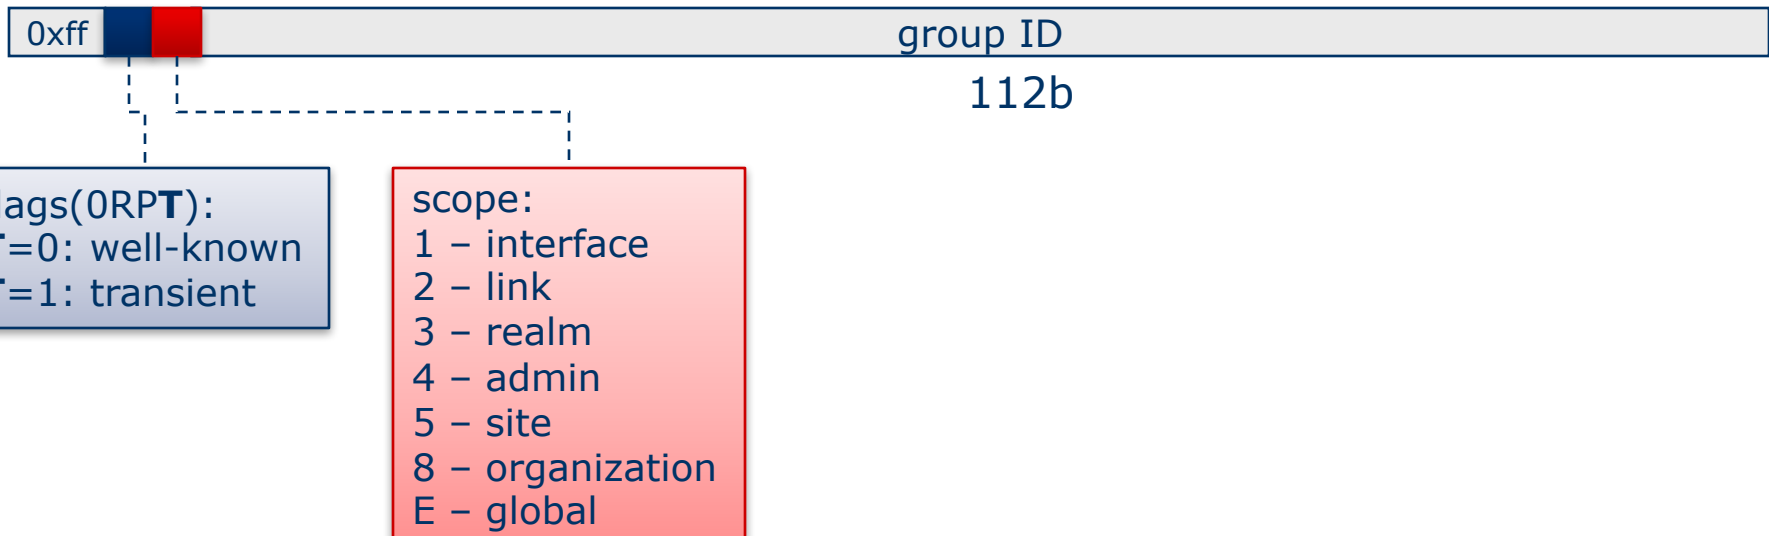 0xff group ID
112b
lags(0RPT):
=0: well-known
=1: transient
scope:
1 – interface
2 – link
3 – realm
4 – admin
5 – site
8 – organization
E – global